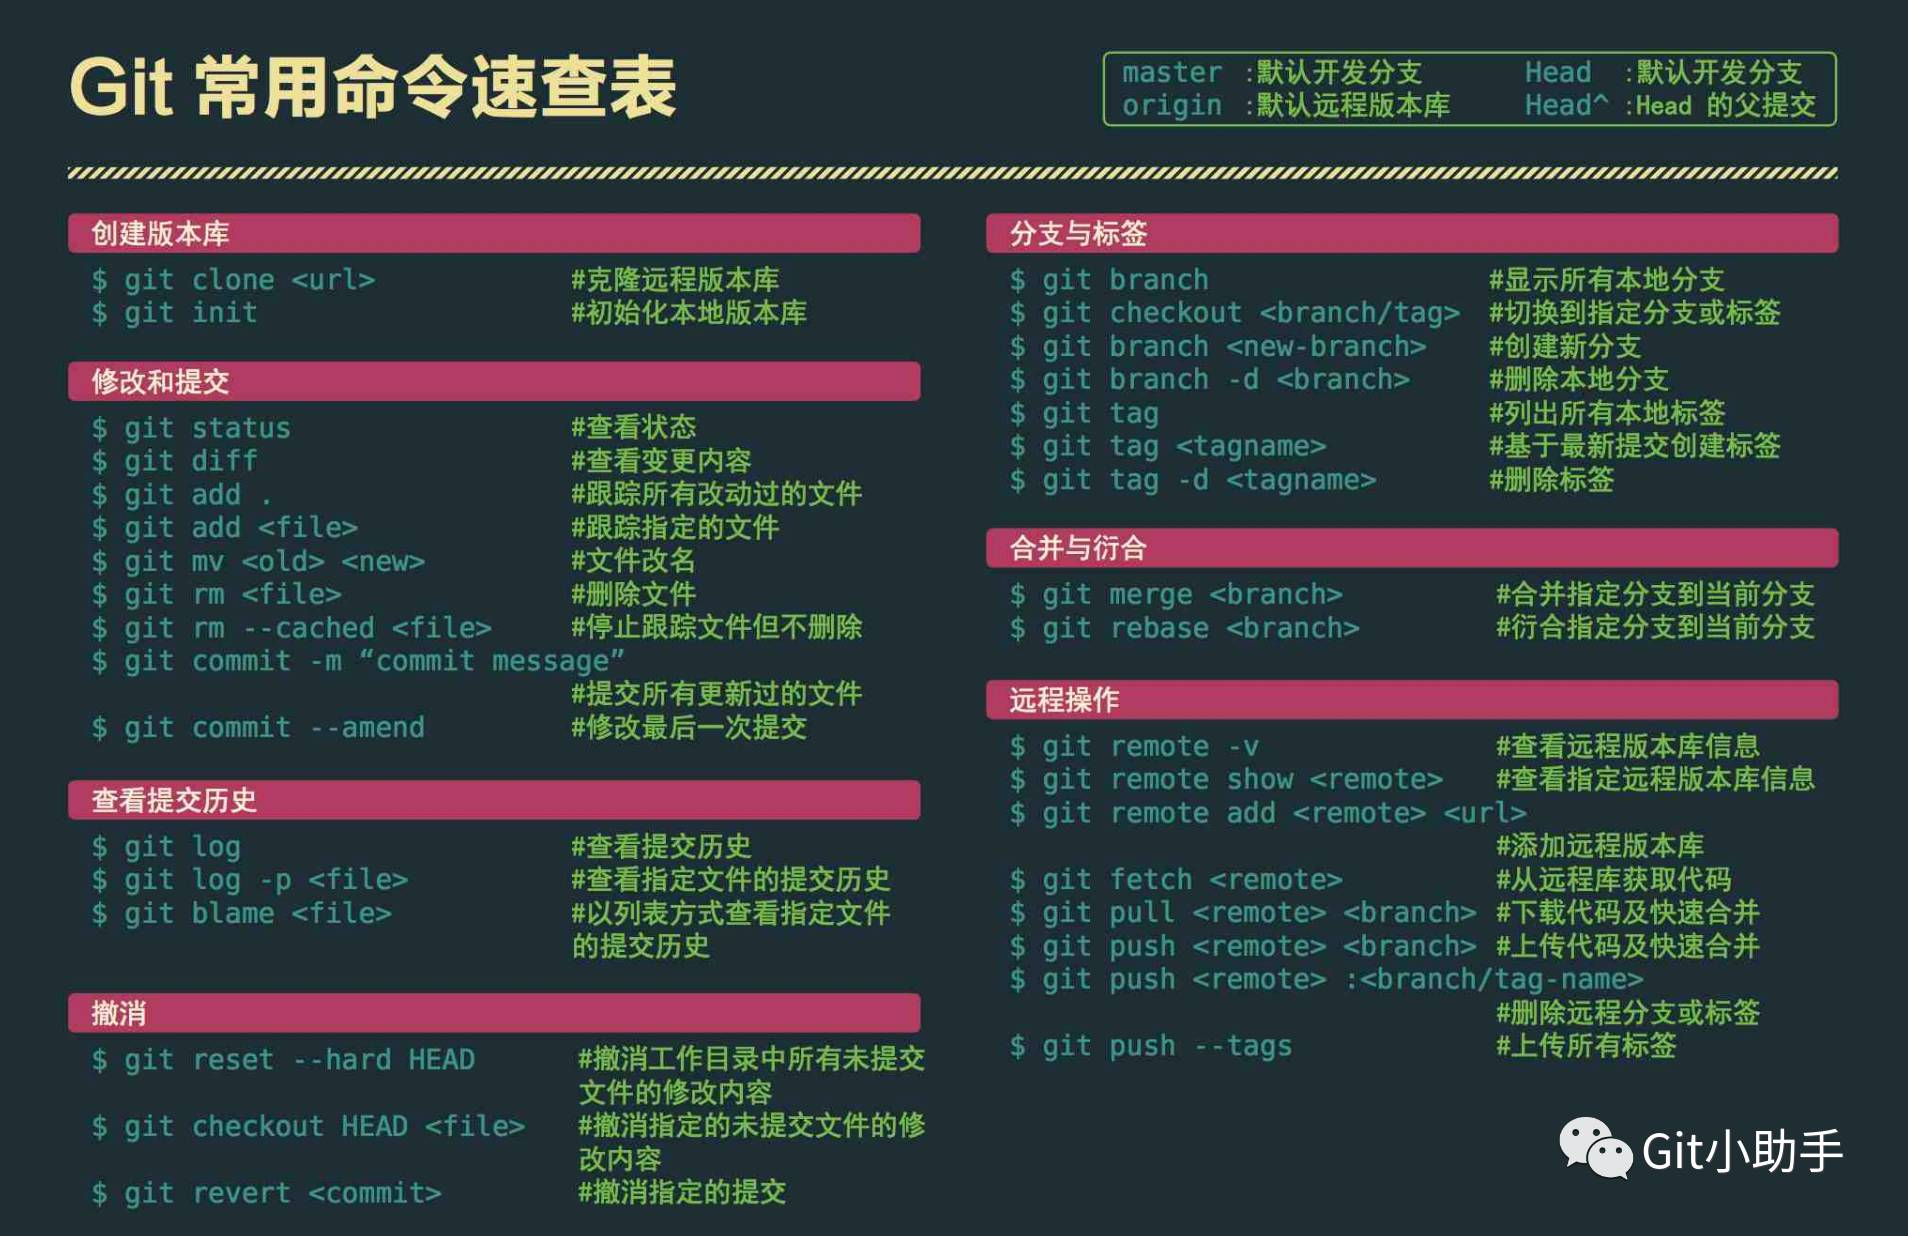 Git 常用命令速查表
master :默认开发分支 Head :默认开发分支
origin :默认远程版本库 Head^ :Head 的父提交
创建版本库
$ git clone <url> #克隆远程版本库
$ git init #初始化本地版本库
修改和提交
$ git status #查看状态
$ git diff #查看变更内容
$ git add . #跟踪所有改动过的文件
$ git add <file> #跟踪指定的文件
$ git mv <old> <new> #文件改名
$ git rm <file> #删除文件
$ git rm --cached <file> #停止跟踪文件但不删除
$ git commit -m “commit message”
#提交所有更新过的文件
$ git commit --amend #修改最后一次提交
查看提交历史
$ git log #查看提交历史
$ git log -p <file> #查看指定文件的提交历史
$ git blame <file> #以列表方式查看指定文件
的提交历史
撤消
$ git reset --hard HEAD #撤消工作目录中所有未提交
文件的修改内容
$ git checkout HEAD <file> #撤消指定的未提交文件的修
改内容
$ git revert <commit> #撤消指定的提交
分支与标签
$ git branch #显示所有本地分支
$ git checkout <branch/tag> #切换到指定分支或标签
$ git branch <new-branch> #创建新分支
$ git branch -d <branch> #删除本地分支
$ git tag #列出所有本地标签
$ git tag <tagname> #基于最新提交创建标签
$ git tag -d <tagname> #删除标签
合并与衍合
$ git merge <branch> #合并指定分支到当前分支
$ git rebase <branch> #衍合指定分支到当前分支
远程操作
$ git remote -v #查看远程版本库信息
$ git remote show <remote> #查看指定远程版本库信息
$ git remote add <remote> <url>
#添加远程版本库
$ git fetch <remote> #从远程库获取代码
$ git pull <remote> <branch> #下载代码及快速合并
$ git push <remote> <branch> #上传代码及快速合并
$ git push <remote> :<branch/tag-name>
#删除远程分支或标签
$ git push --tags #上传所有标签
Git小助手